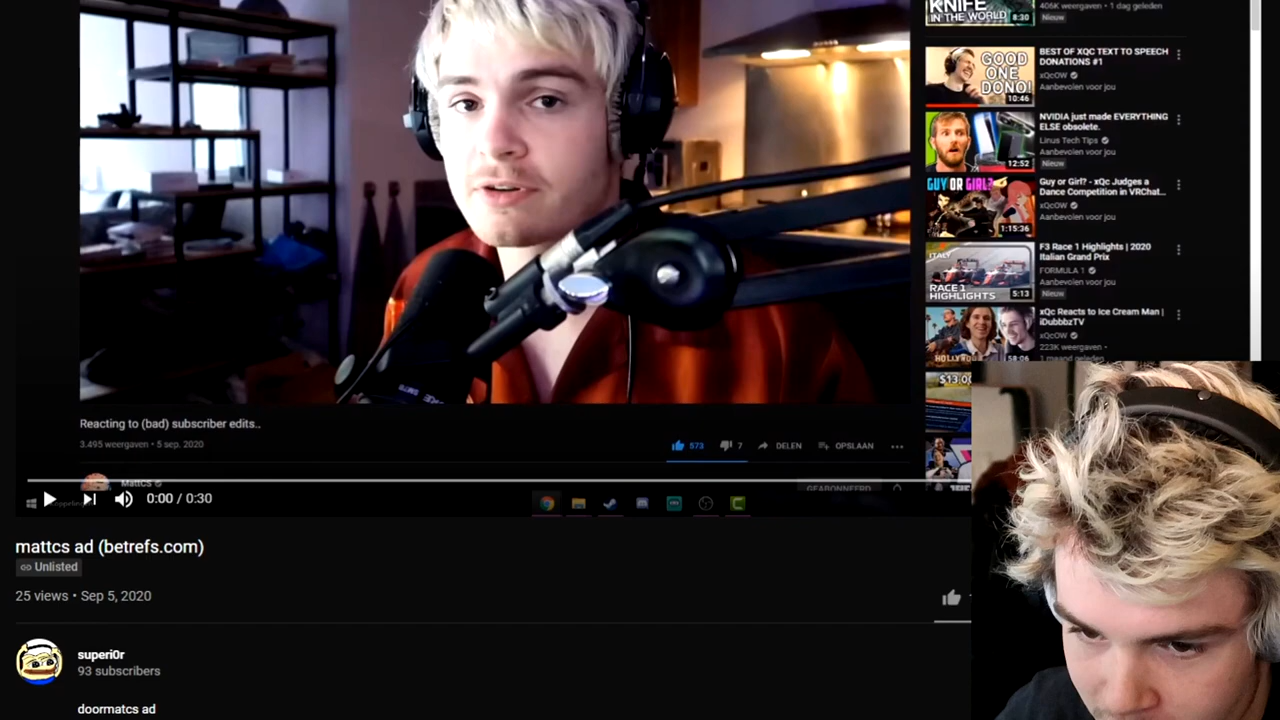 KNIFE
IN THE WORLD
8:30
406K weergaven • 1 dag geleden
Nieuw
GOOD
ONE
DONO!
10:46
BEST OF XQC TEXT TO SPEECH
DONATIONS #1
xQcOW
Aanbevolen voor jou
12:52
NVIDIA just made EVERYTHING
ELSE obsolete.
Linus Tech Tips
Aanbevolen voor jou
Nieuw
GUY OR GIRL?
1:15:36
Guy or Girl? - xQc Judges a
Dance Competition in VRChat...
xQcOW
Aanbevolen voor jou
ITALY
RACE 1
HIGHLIGHTS
5:13
F3 Race 1 Highlights | 2020
Italian Grand Prix
FORMULA 1
Aanbevolen voor jou
Nieuw
58:06
xQc Reacts to Ice Cream Man |
iDubbbzTV
xQcOW
223K weergaven •
1 maand geleden
Reacting to (bad) subscriber edits..
3.495 weergaven • 5 sep. 2020
573
7
DELEN
OPSLAAN
MattCS
GEABONNEERD
0:00 / 0:30
mattcs ad (betrefs.com)
Unlisted
25 views • Sep 5, 2020
superi0r
93 subscribers
doormatcs ad